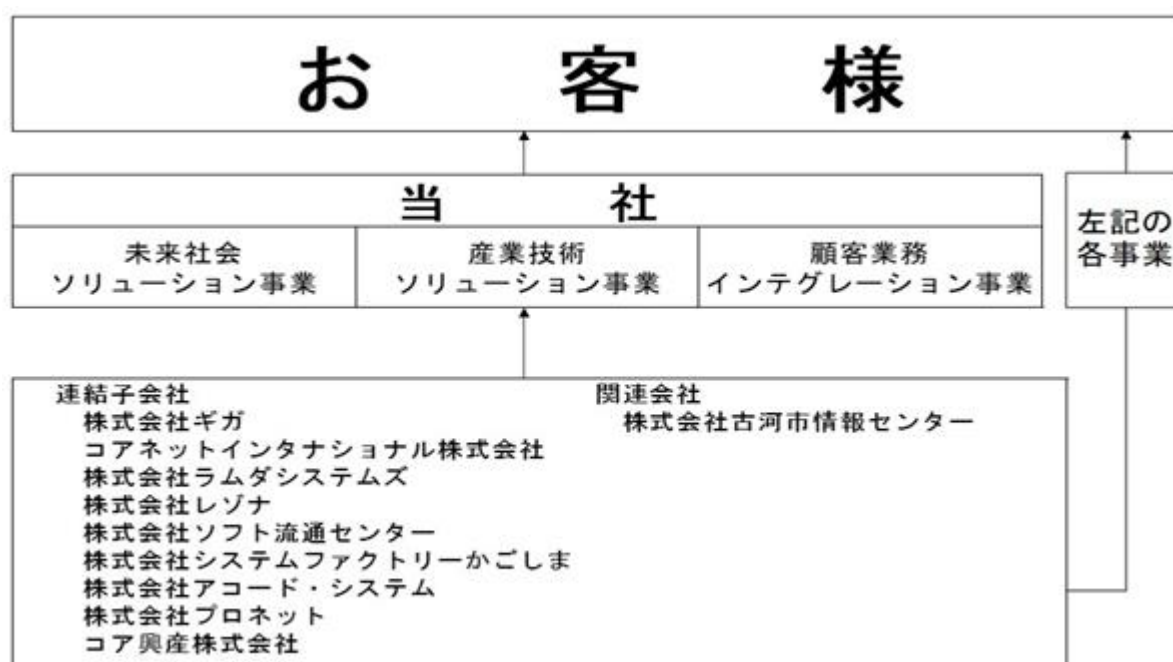 お客様
当社
未来社会
ソリューション事業
産業技術
ソリューション事業
顧客業務
インテグレーション事業
左記の
各事業
連結子会社
株式会社ギガ
コアネットインタナショナル株式会社
株式会社ラムダシステムズ
株式会社レゾナ
株式会社ソフト流通センター
株式会社システムファクトリーかごしま
株式会社アコード・システム
株式会社プロネット
コア興産株式会社
関連会社
株式会社古河市情報センター